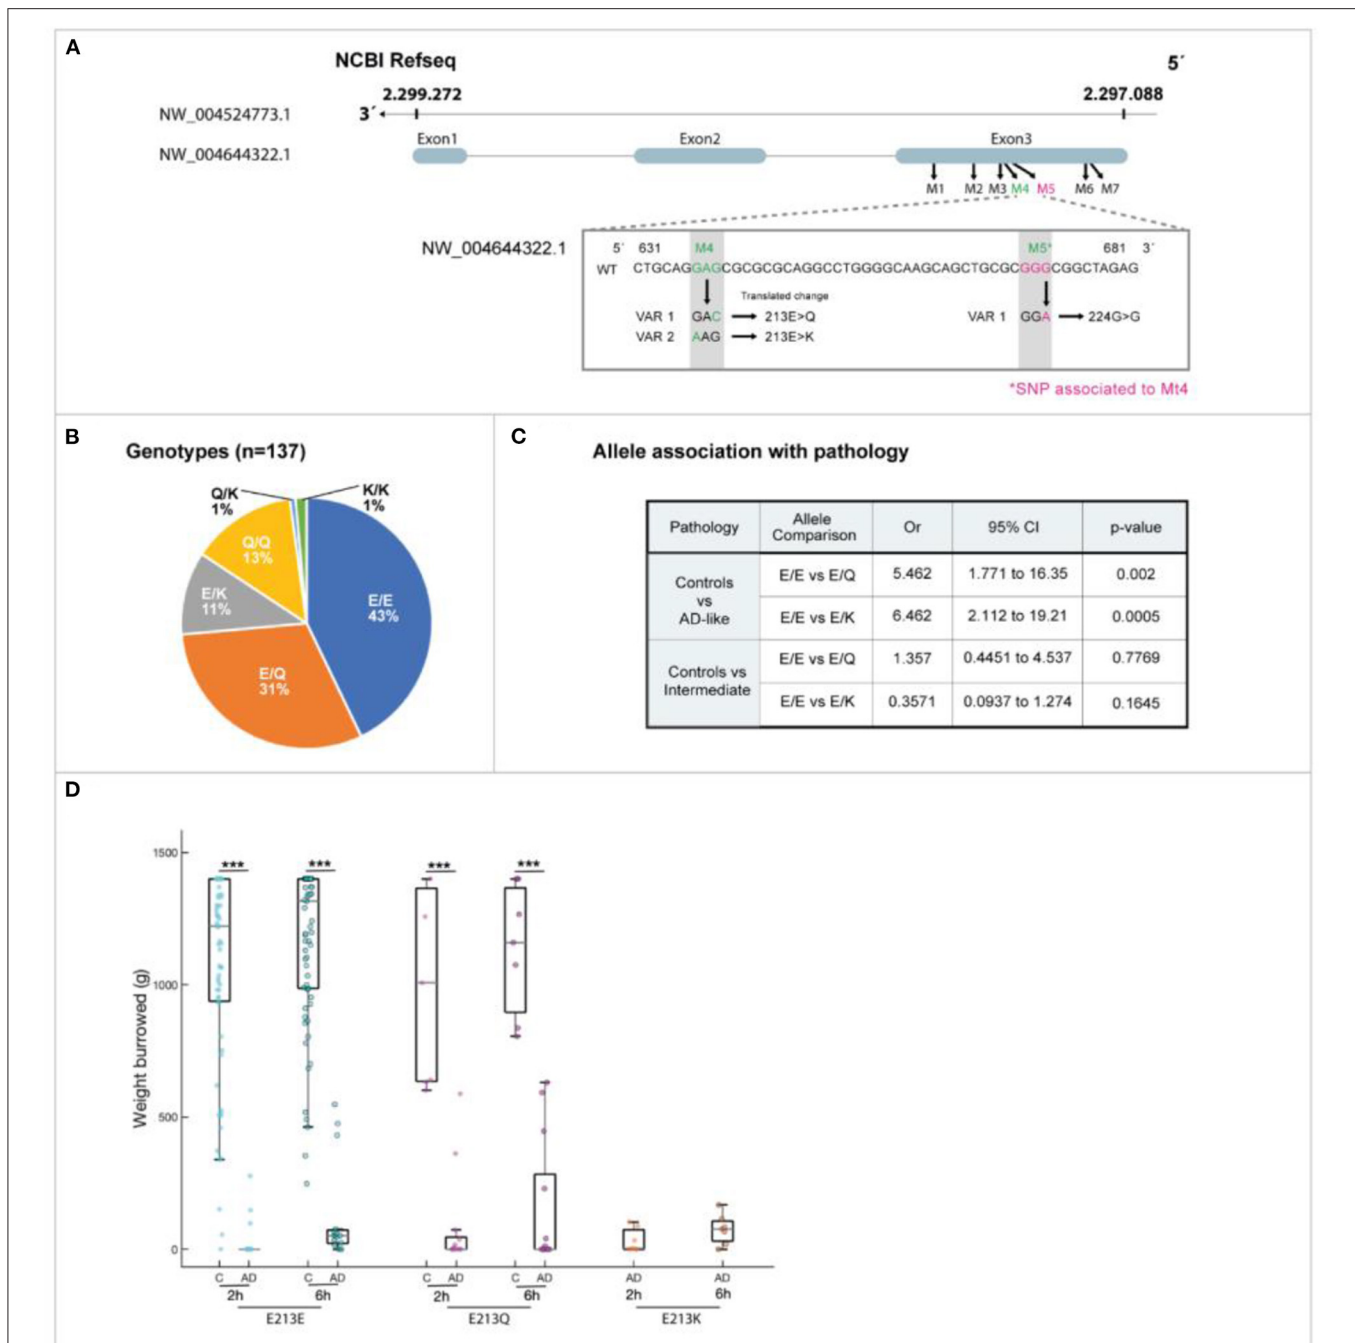 A
NCBI Refseq
5´
2.299.272
2.297.088
NW_004524773.1
3´
Exon1
Exon2
Exon3
NW_004644322.1
M1
M2
M3
M4
M5
M6
M7
NW_004644322.1
5´ 631 M4 M5* 681 3´
WT CTGCAGGAGCGCGCGCAGGCCTGGGGCAAGCAGCTGCGCGGGCGGCTAGAG
Translated change
VAR 1 GAC 213E>Q
VAR 1 GGA 224G>G
VAR 2 AAG 213E>K
*SNP associated to Mt4
B
Genotypes (n=137)
Q/K
1%
K/K
1%
Q/Q
13%
E/K
11%
E/E
43%
E/Q
31%
C
Allele association with pathology
Pathology
Allele
Comparison
Or
95% CI
p-value
Controls
vs
AD-like
E/E vs E/Q 5.462 1.771 to 16.35 0.002
E/E vs E/K 6.462 2.112 to 19.21 0.0005
Controls vs
Intermediate
E/E vs E/Q 1.357 0.4451 to 4.537 0.7769
E/E vs E/K 0.3571 0.0937 to 1.274 0.1645
D
Weight burrowed (g)
1500
1000
500
0
*** *** *** ***
C AD C AD C AD C AD AD AD
2h 6h 2h 6h 2h 6h
E213E E213Q E213K